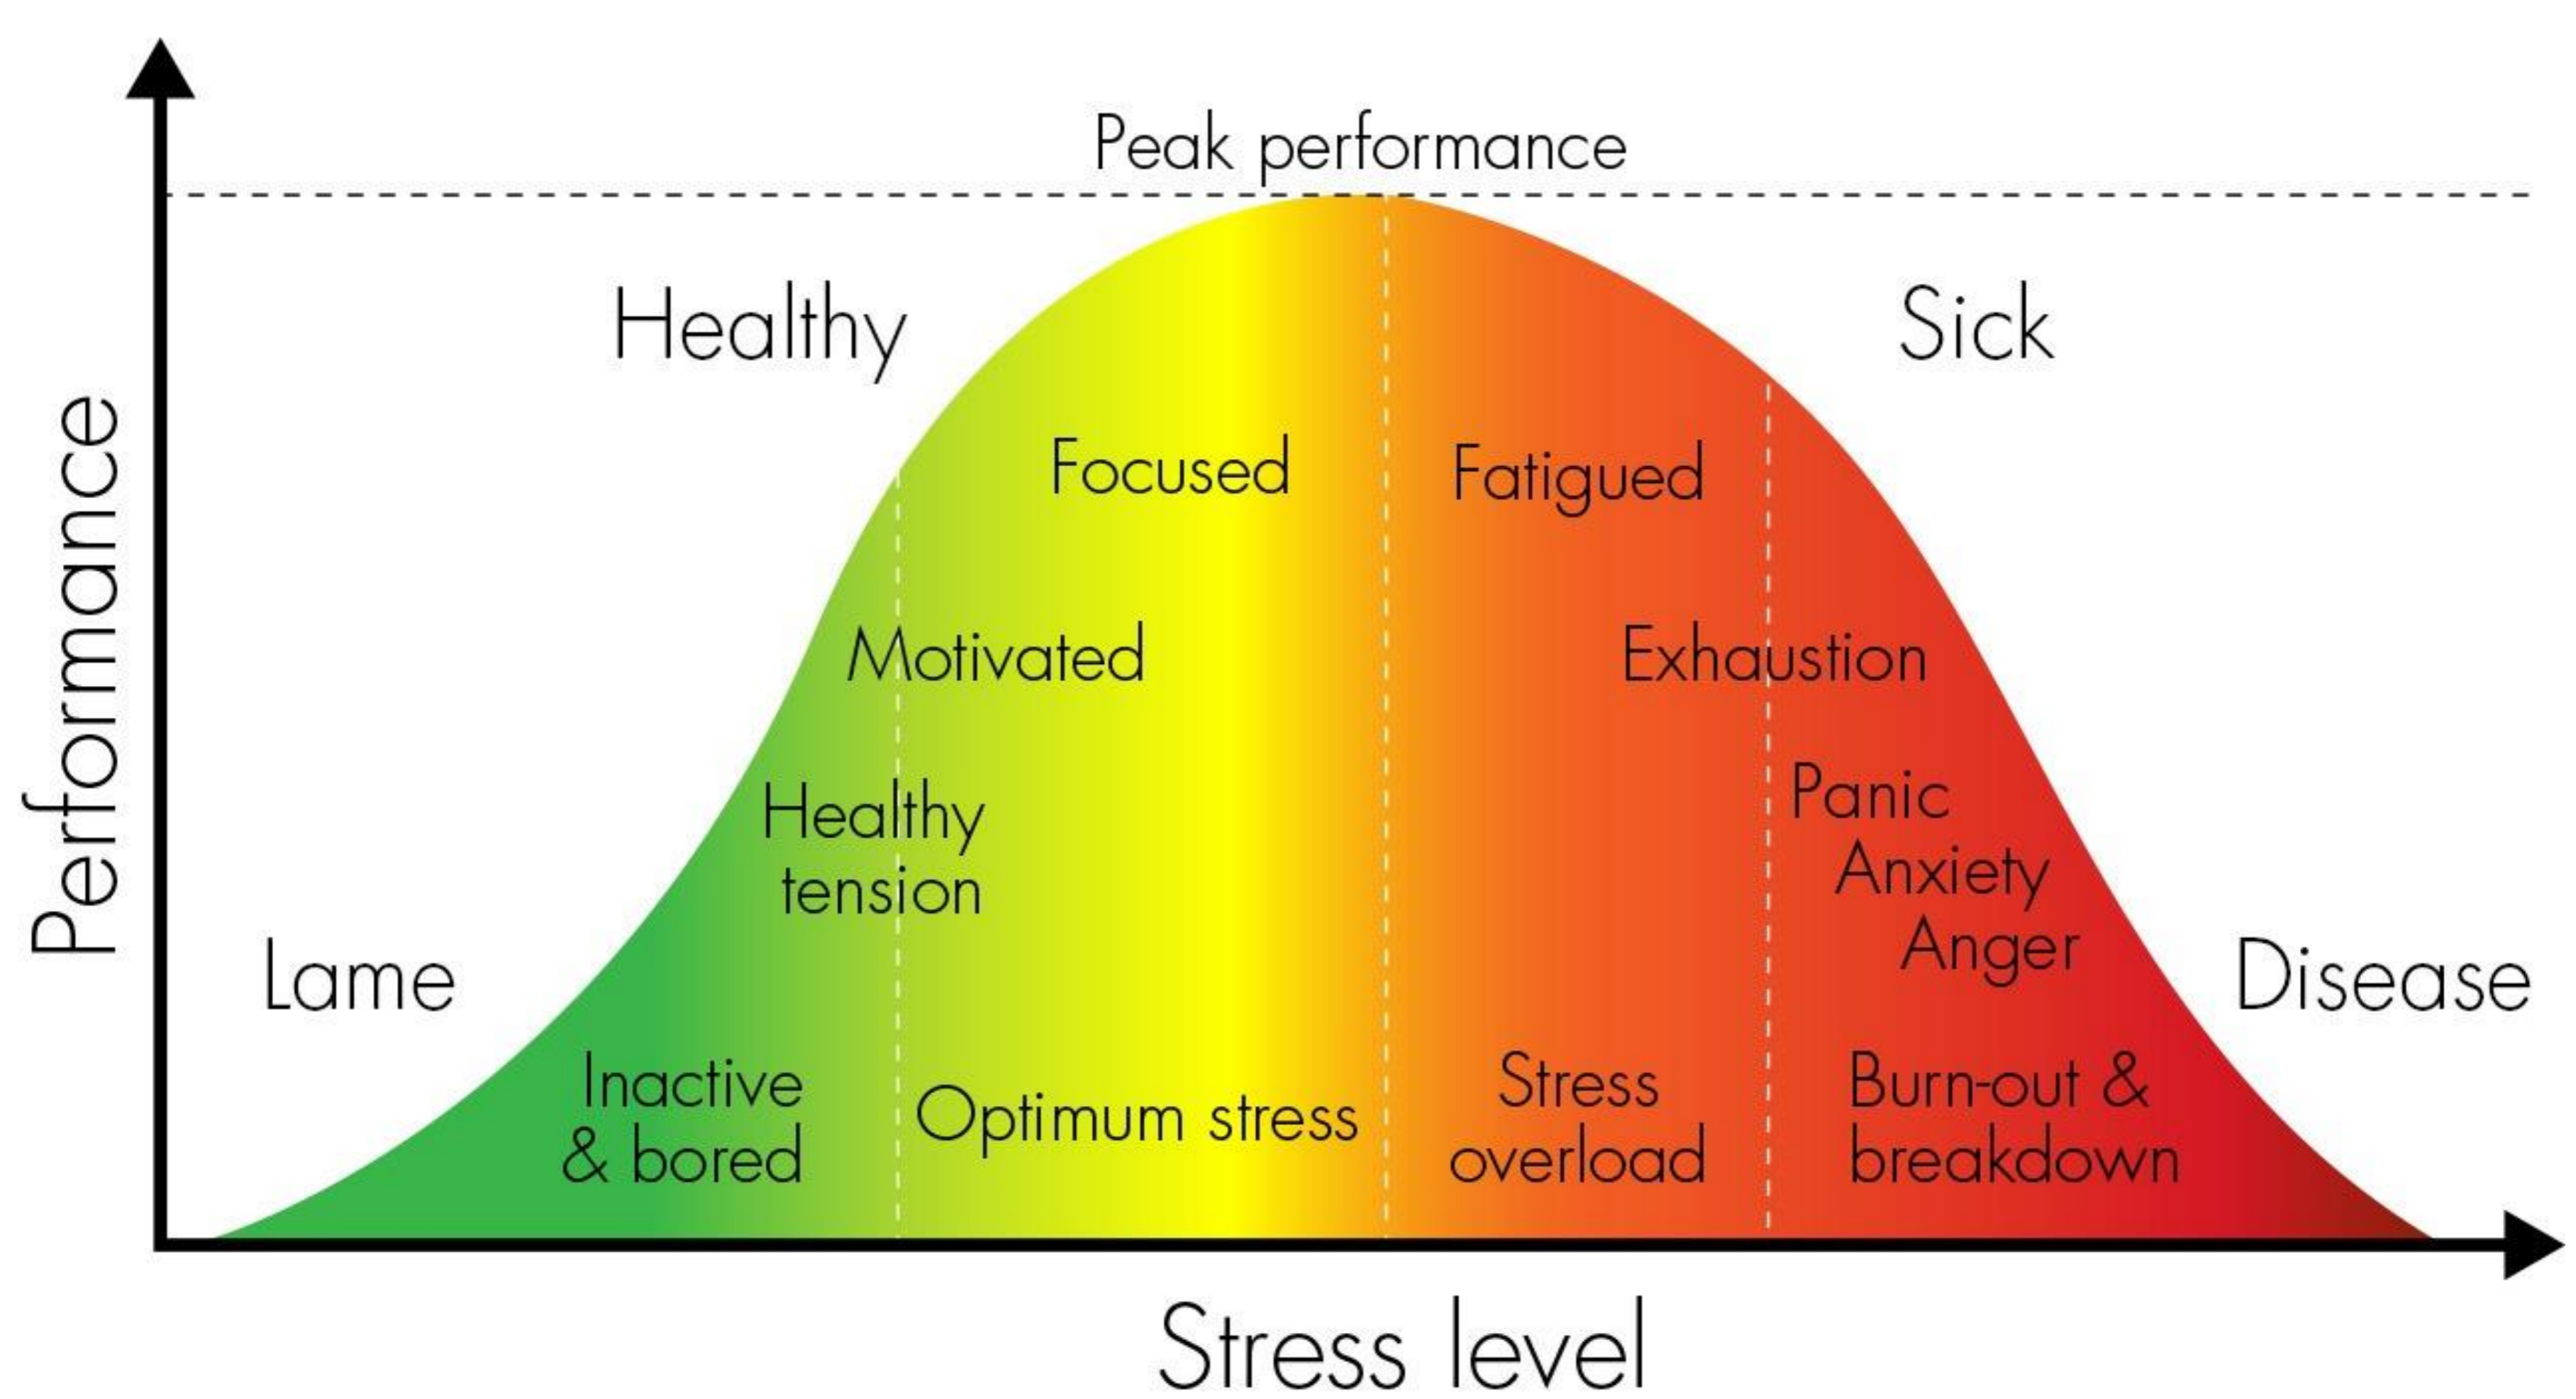 Peak performance
Healthy
Sick
Focused
Fatigued
Motivated
Exhaustion
Healthy
tension
Panic
Anxiety
Anger
Lame
Disease
Inactive
& bored
Optimum stress
Stress
overload
Burn-out &
breakdown
Performance
Stress level